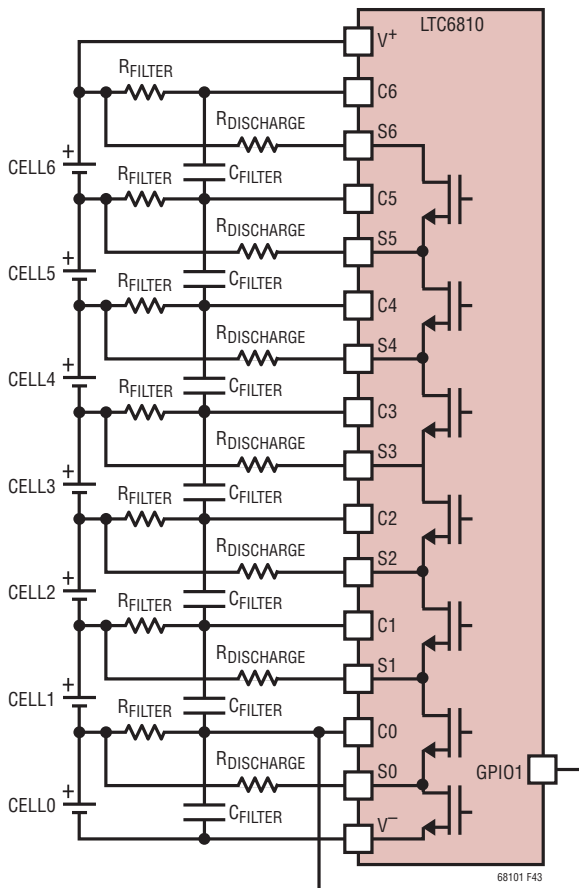 LTC6810
V+
RFILTER
C6
RDISCHARGE
S6
CELL6
+
RFILTER
CFILTER
C5
RDISCHARGE
S5
CELL5
+
RFILTER
CFILTER
C4
RDISCHARGE
S4
CELL4
+
RFILTER
CFILTER
C3
RDISCHARGE
S3
CELL3
+
RFILTER
CFILTER
C2
RDISCHARGE
S2
CELL2
+
RFILTER
CFILTER
C1
RDISCHARGE
S1
CELL1
+
RFILTER
CFILTER
C0
RDISCHARGE
S0
GPIO1
CELL0
+
CFILTER
V–
68101 F43